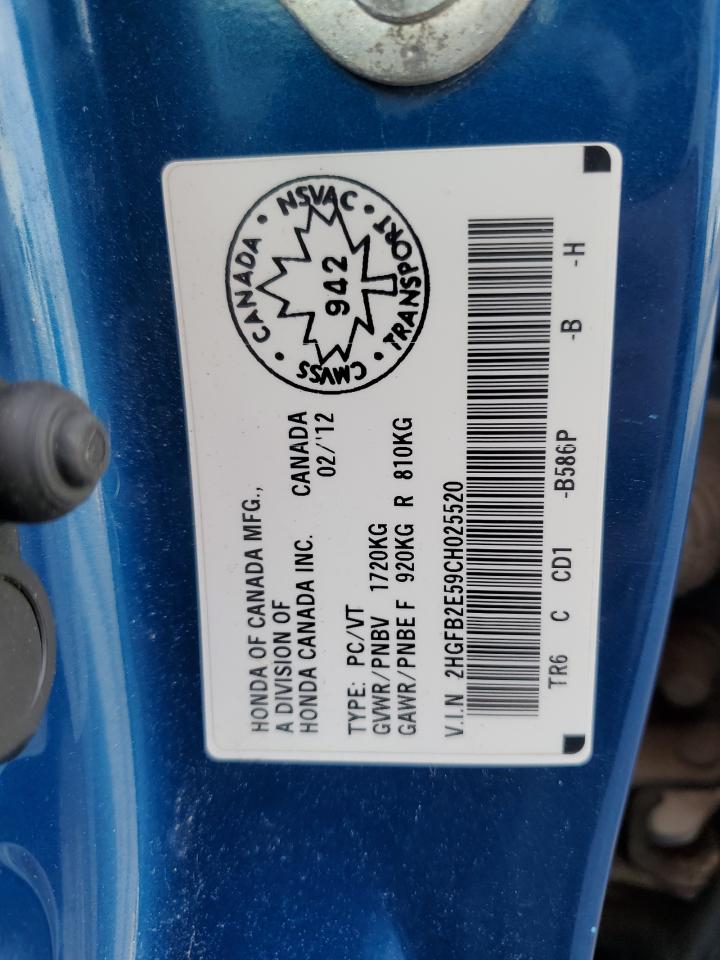 HONDA OF CANADA MFG.,
A DIVISION OF
HONDA CANADA INC. CANADA
02/'12
TYPE: PC/VT
GVWR/PNBV 1720KG
GAWR/PNBE F 920KG R 810KG
V.I.N 2HGFB2E59CH025520
TR6 C CD1 -B586P -B -H
CANADA · NSVAC · TRANSPORT · CMVSS ·
942